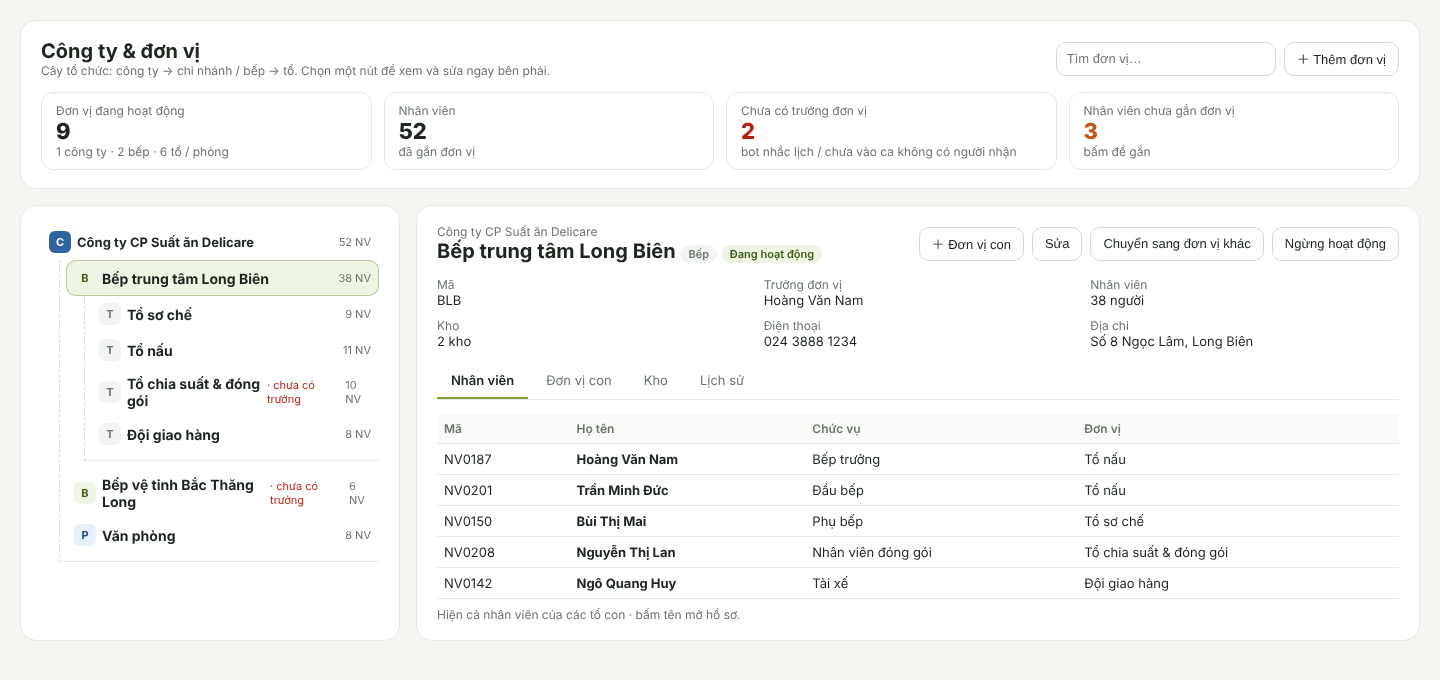 Công ty & đơn vị
Cây tổ chức: công ty → chi nhánh / bếp → tổ. Chọn một nút để xem và sửa ngay bên phải.
Tìm đơn vị...
+ Thêm đơn vị
Đơn vị đang hoạt động
9
1 công ty · 2 bếp · 6 tổ / phòng
Nhân viên
52
đã gắn đơn vị
Chưa có trưởng đơn vị
2
bot nhắc lịch / chưa vào ca không có người nhận
Nhân viên chưa gắn đơn vị
3
bấm để gắn
C Công ty CP Suất ăn Delicare 52 NV
B Bếp trung tâm Long Biên 38 NV
T Tổ sơ chế 9 NV
T Tổ nấu 11 NV
T Tổ chia suất & đóng gói · chưa có trưởng 10 NV
T Đội giao hàng 8 NV
B Bếp vệ tinh Bắc Thăng Long · chưa có trưởng 6 NV
P Văn phòng 8 NV
Công ty CP Suất ăn Delicare
Bếp trung tâm Long Biên Bếp Đang hoạt động
+ Đơn vị con
Sửa
Chuyển sang đơn vị khác
Ngừng hoạt động
Mã
BLB
Trưởng đơn vị
Hoàng Văn Nam
Nhân viên
38 người
Kho
2 kho
Điện thoại
024 3888 1234
Địa chỉ
Số 8 Ngọc Lâm, Long Biên
Nhân viên Đơn vị con Kho Lịch sử
Mã Họ tên Chức vụ Đơn vị
NV0187 Hoàng Văn Nam Bếp trưởng Tổ nấu
NV0201 Trần Minh Đức Đầu bếp Tổ nấu
NV0150 Bùi Thị Mai Phụ bếp Tổ sơ chế
NV0208 Nguyễn Thị Lan Nhân viên đóng gói Tổ chia suất & đóng gói
NV0142 Ngô Quang Huy Tài xế Đội giao hàng
Hiện cả nhân viên của các tổ con · bấm tên mở hồ sơ.